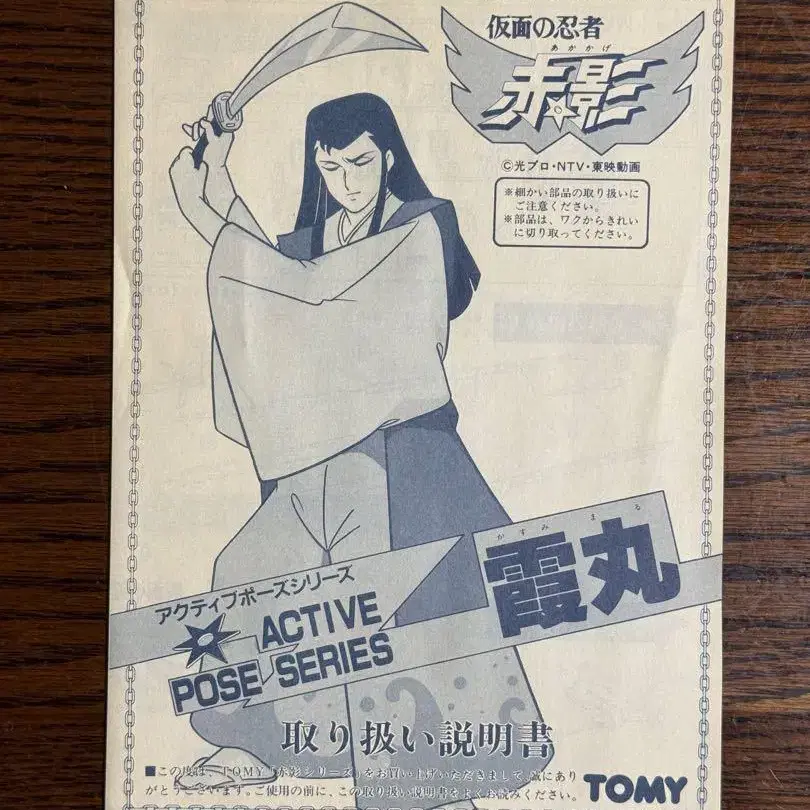 仮面の忍者
あかかげ
赤影
©光プロ・NTV・東映動画
※細かい部品の取り扱いに
ご注意ください。
※部品は、ワクからきれい
に切り取ってください。
アクティブポーズシリーズ
ACTIVE
POSE SERIES
かすみまる
霞丸
取り扱い説明書
■この度は、TOMY「赤影シリーズ」をお買い上げいただきまして、誠にあり
がとうございます。ご使用の前に、この取り扱い説明書をよくお読みください。
TOMY